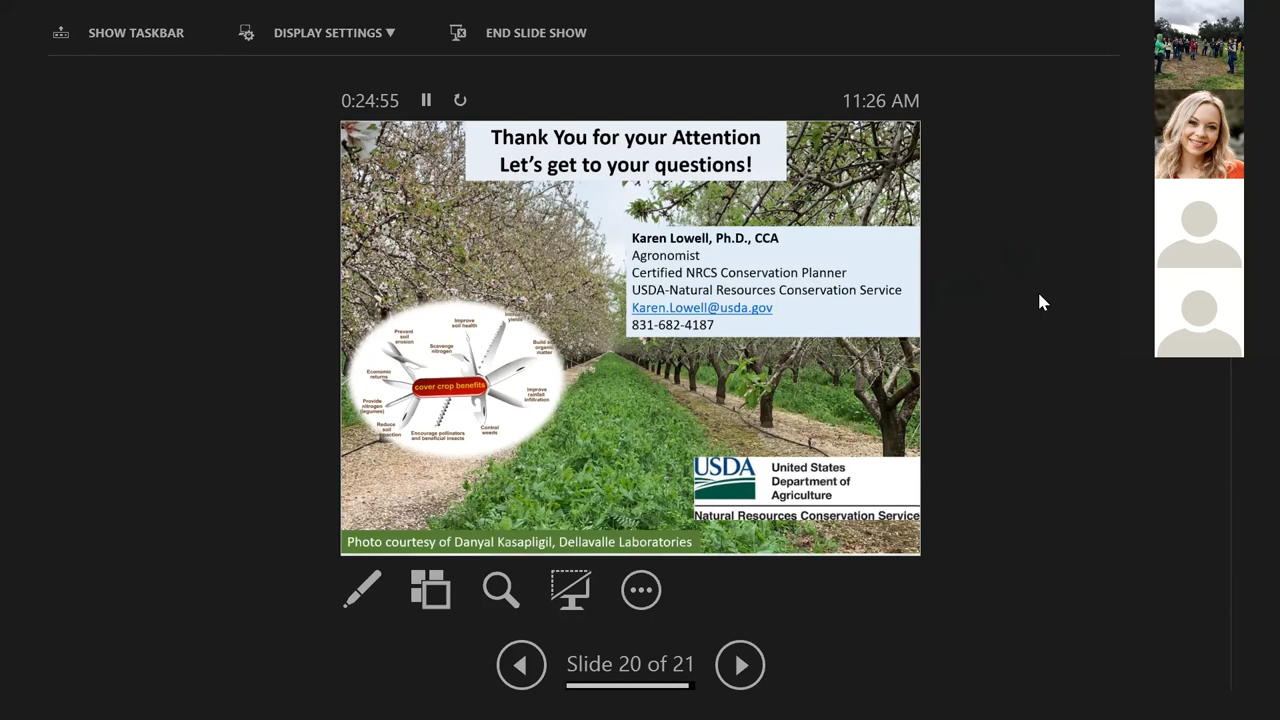 SHOW TASKBAR
DISPLAY SETTINGS ▼
END SLIDE SHOW
0:24:55
11:26 AM
Thank You for your Attention
Let's get to your questions!
Karen Lowell, Ph.D., CCA
Agronomist
Certified NRCS Conservation Planner
USDA-Natural Resources Conservation Service
Karen.Lowell@usda.gov
831-682-4187
Improve
soil health
yields
Prevent
soil
erosion
Scavenge
nitrogen
Build
organic
matter
Economic
returns
cover crop benefits
Improve
rainfall
infiltration
Provide
nitrogen
(legumes)
Reduce
soil
Encourage pollinators
and beneficial insects
Control
weeds
USDA
United States
Department of
Agriculture
Natural Resources Conservation Service
Photo courtesy of Danyal Kasapligil, Dellavalle Laboratories
Slide 20 of 21